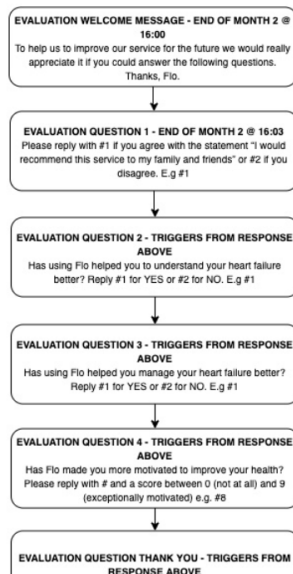 EVALUATION WELCOME MESSAGE - END OF MONTH 2 @
16:00
To help us to improve our service for the future we would really
appreciate it if you could answer the following questions.
Thanks, Flo.
EVALUATION QUESTION 1 - END OF MONTH 2 @ 16:03
Please reply with #1 if you agree with the statement "I would
recommend this service to my family and friends" or #2 if you
disagree. E.g #1
EVALUATION QUESTION 2 - TRIGGERS FROM RESPONSE
ABOVE
Has using Flo helped you to understand your heart failure
better? Reply #1 for YES or #2 for NO. E.g #1
EVALUATION QUESTION 3 - TRIGGERS FROM RESPONSE
ABOVE
Has using Flo helped you manage your heart failure better?
Reply #1 for YES or #2 for NO. E.g #1
EVALUATION QUESTION 4 - TRIGGERS FROM RESPONSE
ABOVE
Has Flo made you more motivated to improve your health?
Please reply with # and a score between 0 (not at all) and 9
(exceptionally motivated) e.g. #8
EVALUATION QUESTION THANK YOU - TRIGGERS FROM
RESPONSE ABOVE